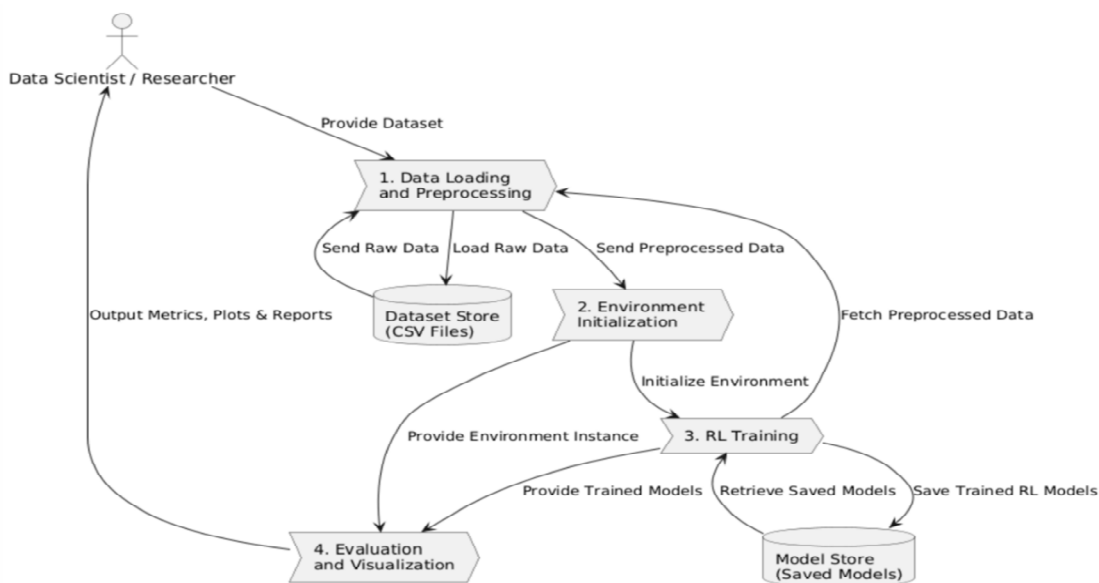 Data Scientist / Researcher
Provide Dataset
1. Data Loading
and Preprocessing
Send Raw Data
Load Raw Data
Send Preprocessed Data
Dataset Store
(CSV Files)
2. Environment
Initialization
Output Metrics, Plots & Reports
Fetch Preprocessed Data
Initialize Environment
Provide Environment Instance
3. RL Training
Provide Trained Models
Retrieve Saved Models
Save Trained RL Models
4. Evaluation
and Visualization
Model Store
(Saved Models)